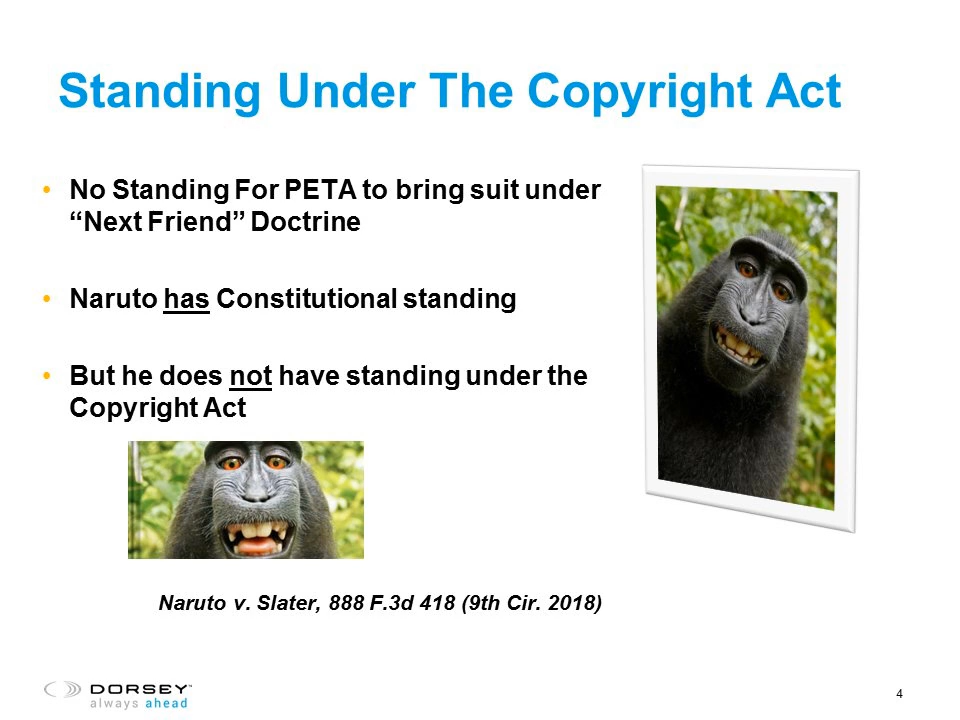 Standing Under The Copyright Act
• No Standing For PETA to bring suit under
“Next Friend” Doctrine
• Naruto has Constitutional standing
• But he does not have standing under the
Copyright Act
Naruto v. Slater, 888 F.3d 418 (9th Cir. 2018)
DORSEY™
always ahead
4